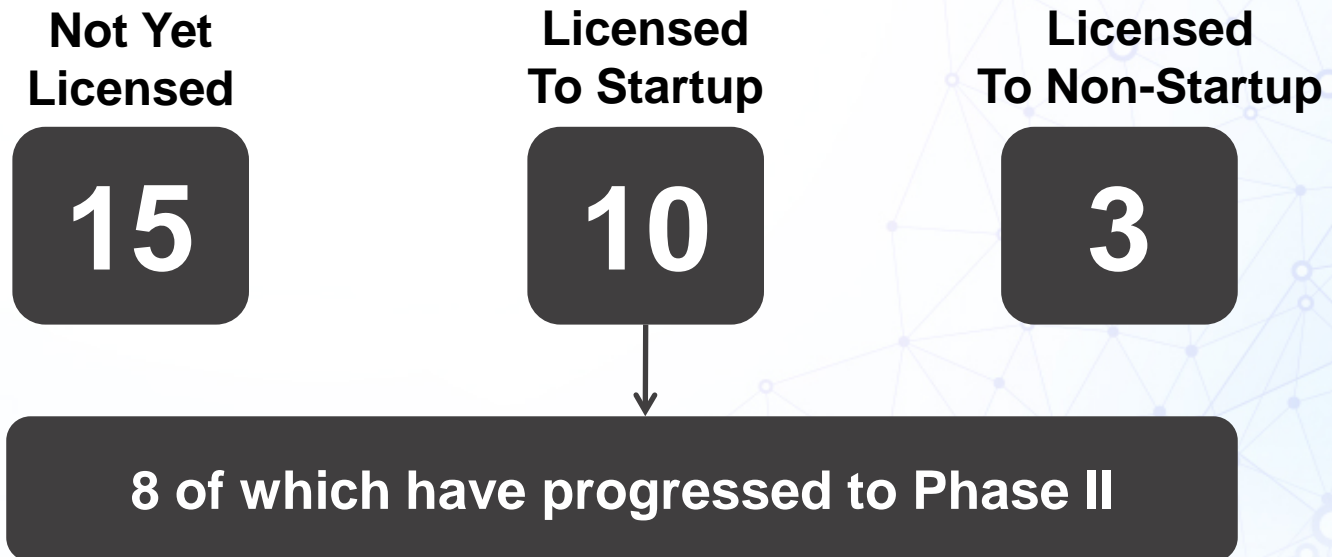 Not Yet
Licensed
15
Licensed
To Startup
10
Licensed
To Non-Startup
3
8 of which have progressed to Phase II